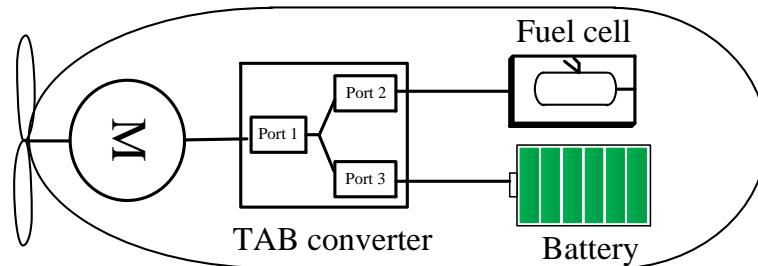 Fuel cell
Port 2
M
Port 1
Port 3
TAB converter
Battery